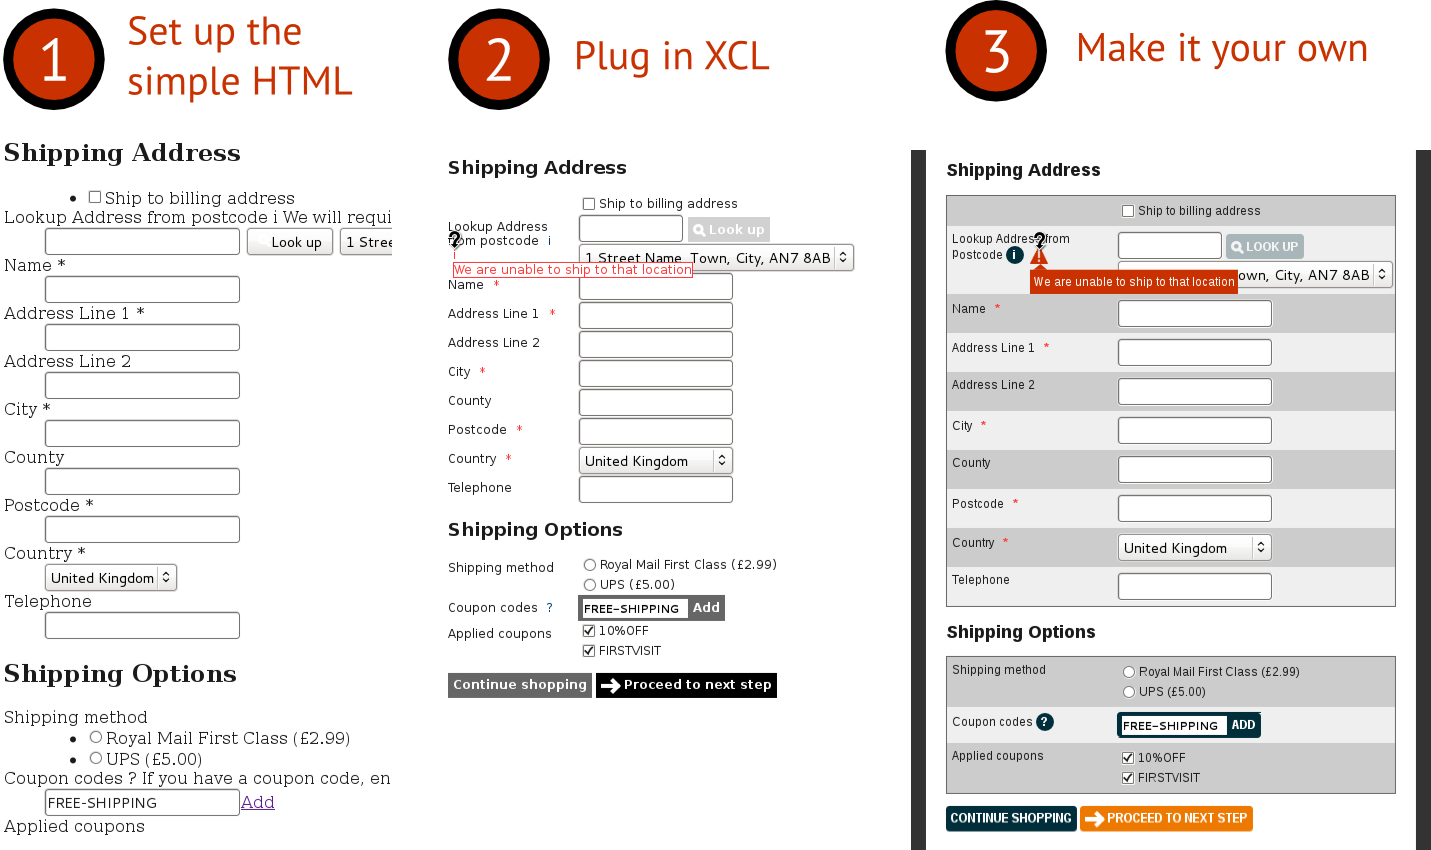 1
Set up the
simple HTML
Shipping Address
Ship to billing address
Lookup Address from postcode i We will requi
Look up
1 Stree
Name *
Address Line 1 *
Address Line 2
City *
County
Postcode *
Country *
United Kingdom
Telephone
Shipping Options
Shipping method
Royal Mail First Class (£2.99)
UPS (£5.00)
Coupon codes ? If you have a coupon code, en
FREE-SHIPPING
Add
Applied coupons
2
Plug in XCL
Shipping Address
Ship to billing address
Lookup Address
from postcode i
?
Look up
1 Street Name, Town, City, AN7 8AB
We are unable to ship to that location
Name *
Address Line 1 *
Address Line 2
City *
County
Postcode *
Country *
United Kingdom
Telephone
Shipping Options
Shipping method
Royal Mail First Class (£2.99)
UPS (£5.00)
Coupon codes ?
FREE-SHIPPING
Add
Applied coupons
10%OFF
FIRSTVISIT
Continue shopping
Proceed to next step
3
Make it your own
Shipping Address
Ship to billing address
Lookup Address from
Postcode i
?
LOOK UP
own, City, AN7 8AB
We are unable to ship to that location
Name *
Address Line 1 *
Address Line 2
City *
County
Postcode *
Country *
United Kingdom
Telephone
Shipping Options
Shipping method
Royal Mail First Class (£2.99)
UPS (£5.00)
Coupon codes ?
FREE-SHIPPING
ADD
Applied coupons
10%OFF
FIRSTVISIT
CONTINUE SHOPPING
PROCEED TO NEXT STEP